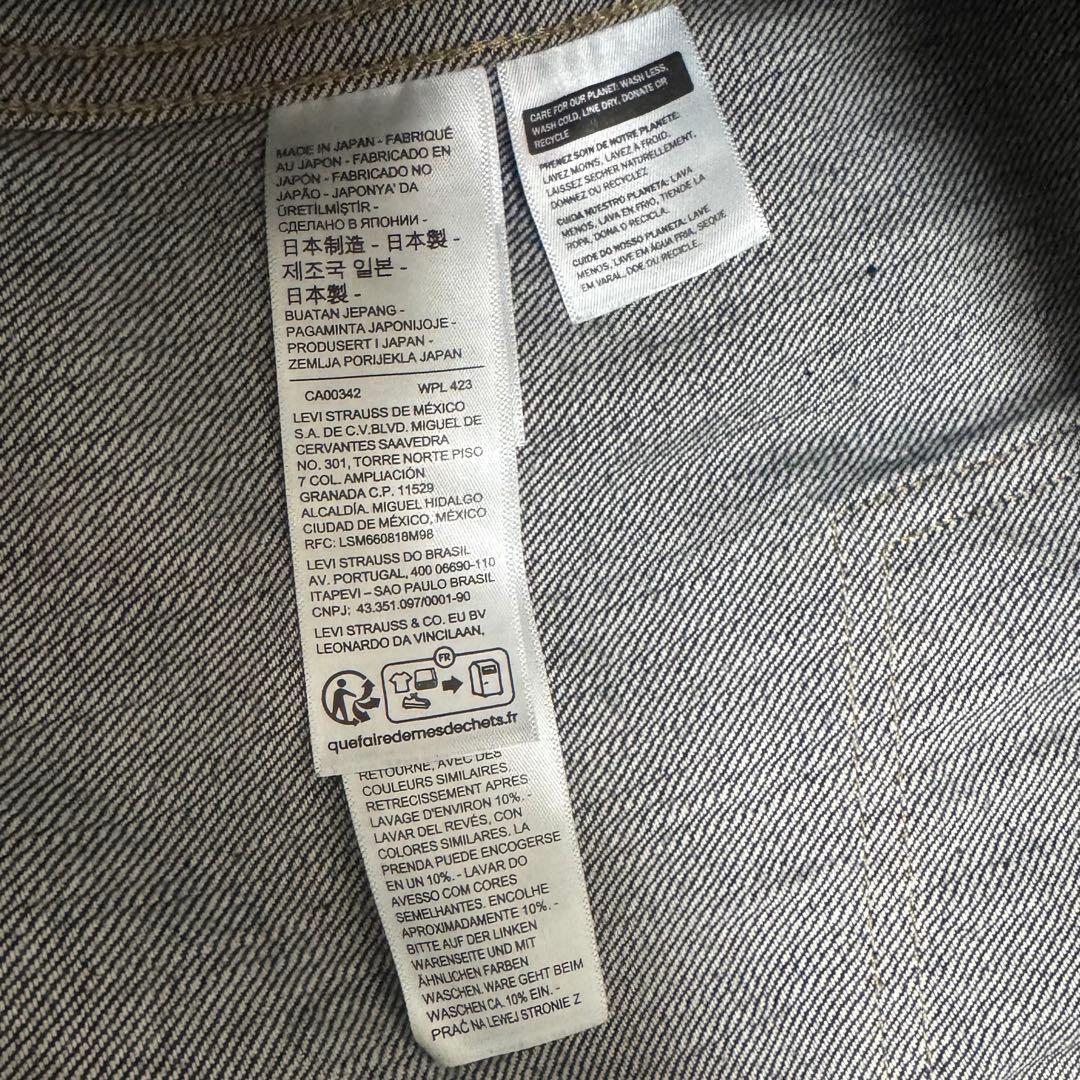 MADE IN JAPAN - FABRIQUÉ
AU JAPON - FABRICADO EN
JAPÓN - FABRICADO NO
JAPÃO - JAPONYA' DA
ÜRETİLMİŞTİR -
СДЕЛАНО В ЯПОНИИ -
日本制造 - 日本製 -
제조국 일본 -
日本製 -
BUATAN JEPANG -
PAGAMINTA JAPONIJOJE -
PRODUSERT I JAPAN -
ZEMLJA PORIJEKLA JAPAN
CA00342 WPL 423
LEVI STRAUSS DE MÉXICO
S.A. DE C.V.BLVD. MIGUEL DE
CERVANTES SAAVEDRA
NO. 301, TORRE NORTE PISO
7 COL. AMPLIACIÓN
GRANADA C.P. 11529
ALCALDÍA. MIGUEL HIDALGO
CIUDAD DE MÉXICO, MÉXICO
RFC: LSM660818M98
LEVI STRAUSS DO BRASIL
AV. PORTUGAL, 400 06690-110
ITAPEVI – SAO PAULO BRASIL
CNPJ: 43.351.097/0001-90
LEVI STRAUSS & CO. EU BV
LEONARDO DA VINCILAAN,
FR
quefairedemesdechets.fr
RETOURNE, AVEC DES
COULEURS SIMILAIRES.
RETRECISSEMENT APRES
LAVAGE D'ENVIRON 10%. -
LAVAR DEL REVÉS, CON
COLORES SIMILARES. LA
PRENDA PUEDE ENCOGERSE
EN UN 10%. - LAVAR DO
AVESSO COM CORES
SEMELHANTES. ENCOLHE
APROXIMADAMENTE 10%. -
BITTE AUF DER LINKEN
WARENSEITE UND MIT
ÄHNLICHEN FARBEN
WASCHEN. WARE GEHT BEIM
WASCHEN CA. 10% EIN. -
PRAĆ NA LEWEJ STRONIE Z
CARE FOR OUR PLANET: WASH LESS,
WASH COLD, LINE DRY, DONATE OR
RECYCLE
PRENEZ SOIN DE NOTRE PLANÈTE:
LAVEZ MOINS, LAVEZ À FROID,
LAISSEZ SÉCHER NATURELLEMENT,
DONNEZ OU RECYCLEZ
CUIDA NUESTRO PLANETA: LAVA
MENOS, LAVA EN FRIO, TIENDE LA
ROPA, DONA O RECICLA.
CUIDE DO NOSSO PLANETA: LAVE
MENOS, LAVE EM ÁGUA FRIA, SEQUE
EM VARAL, DOE OU RECICLE.